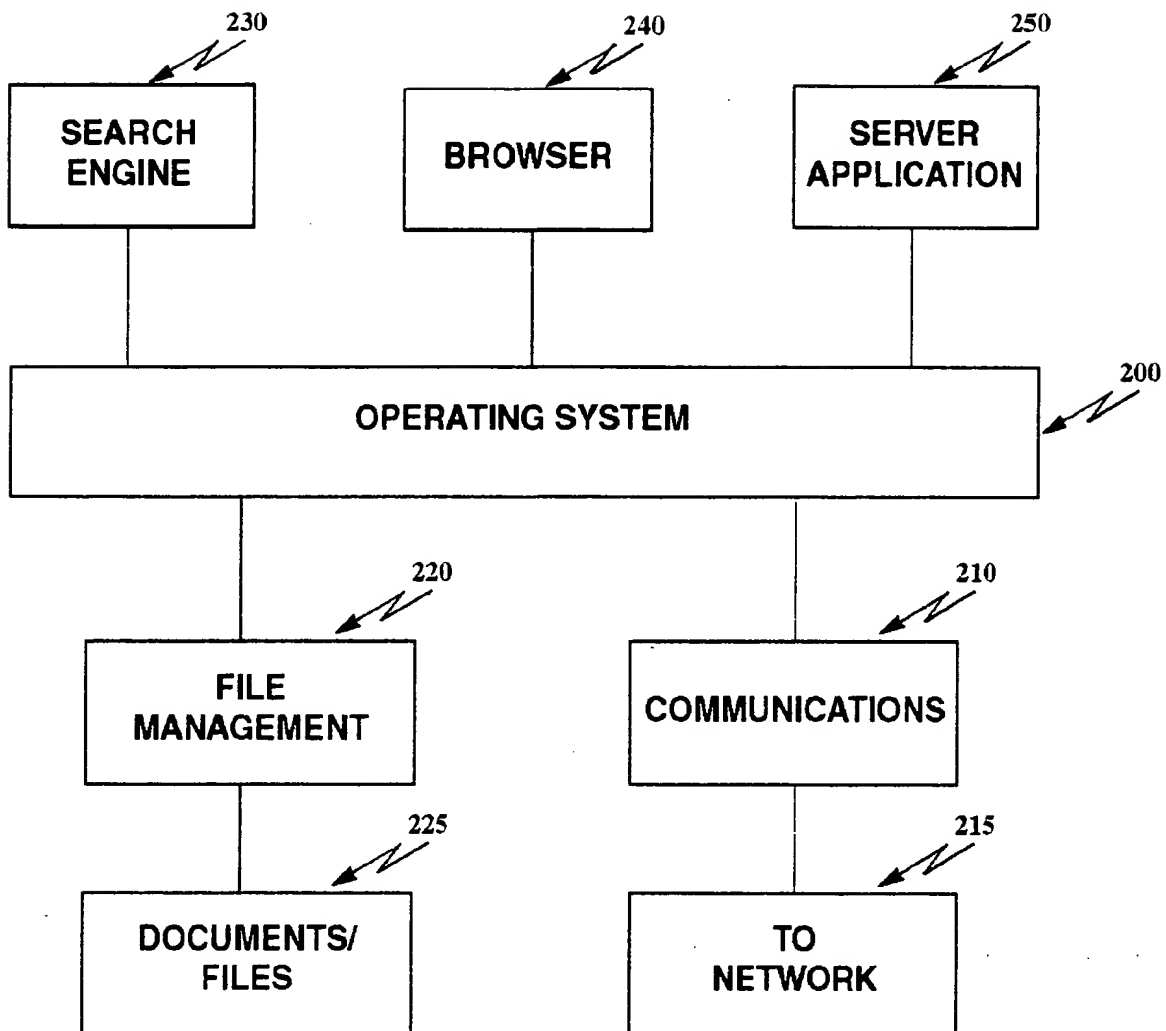 230
240
250
SEARCH
ENGINE
BROWSER
SERVER
APPLICATION
200
OPERATING SYSTEM
220
210
FILE
MANAGEMENT
COMMUNICATIONS
225
215
DOCUMENTS/
FILES
TO
NETWORK